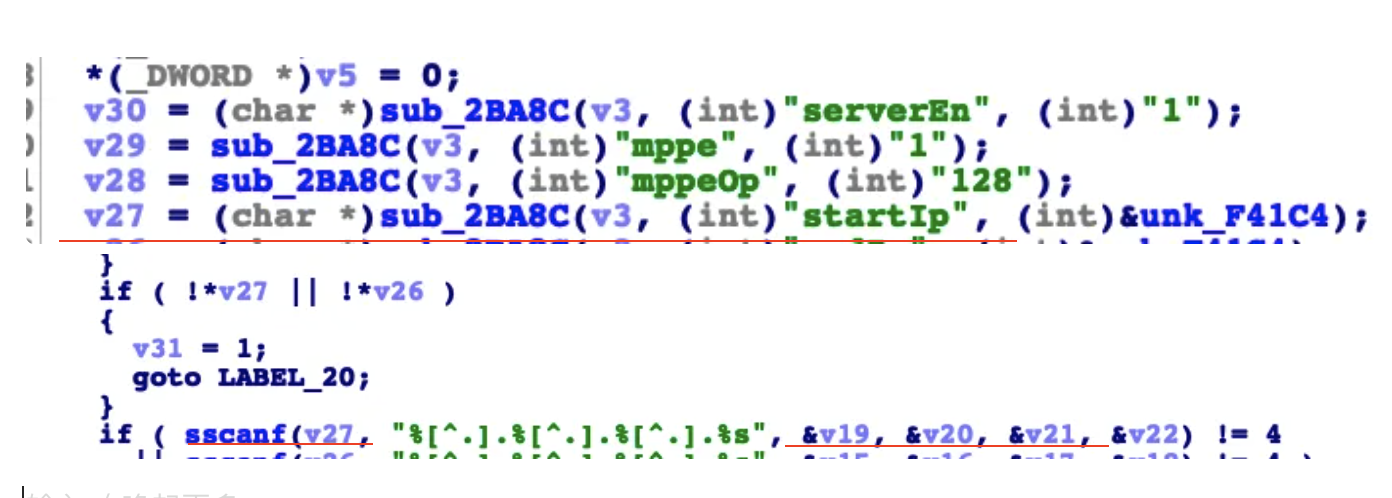 *(_DWORD *)v5 = 0;
v30 = (char *)sub_2BA8C(v3, (int)"serverEn", (int)"1");
v29 = sub_2BA8C(v3, (int)"mppe", (int)"1");
v28 = sub_2BA8C(v3, (int)"mppeOp", (int)"128");
v27 = (char *)sub_2BA8C(v3, (int)"startIp", (int)&unk_F41C4);
}
if ( !*v27 || !*v26 )
{
v31 = 1;
goto LABEL_20;
}
if ( sscanf(v27, "%[^.].%[^.].%[^.].%s", &v19, &v20, &v21, &v22) != 4